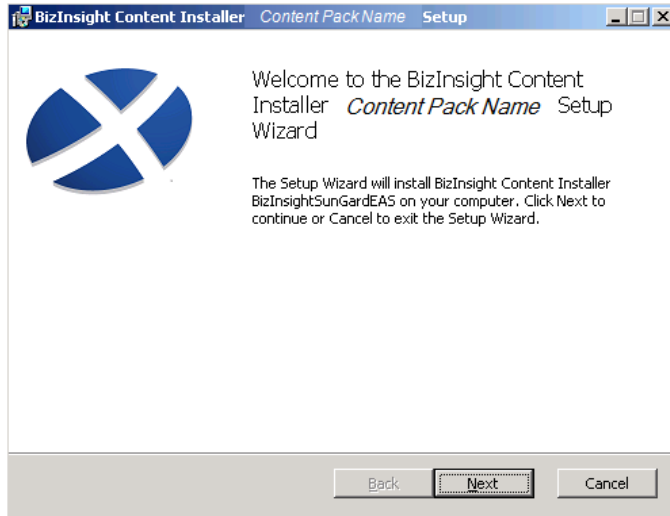 BizInsight Content Installer Content Pack Name Setup
Welcome to the BizInsight Content
Installer Content Pack Name Setup
Wizard
The Setup Wizard will install BizInsight Content Installer
BizInsightSunGardEAS on your computer. Click Next to
continue or Cancel to exit the Setup Wizard.
Back Next Cancel